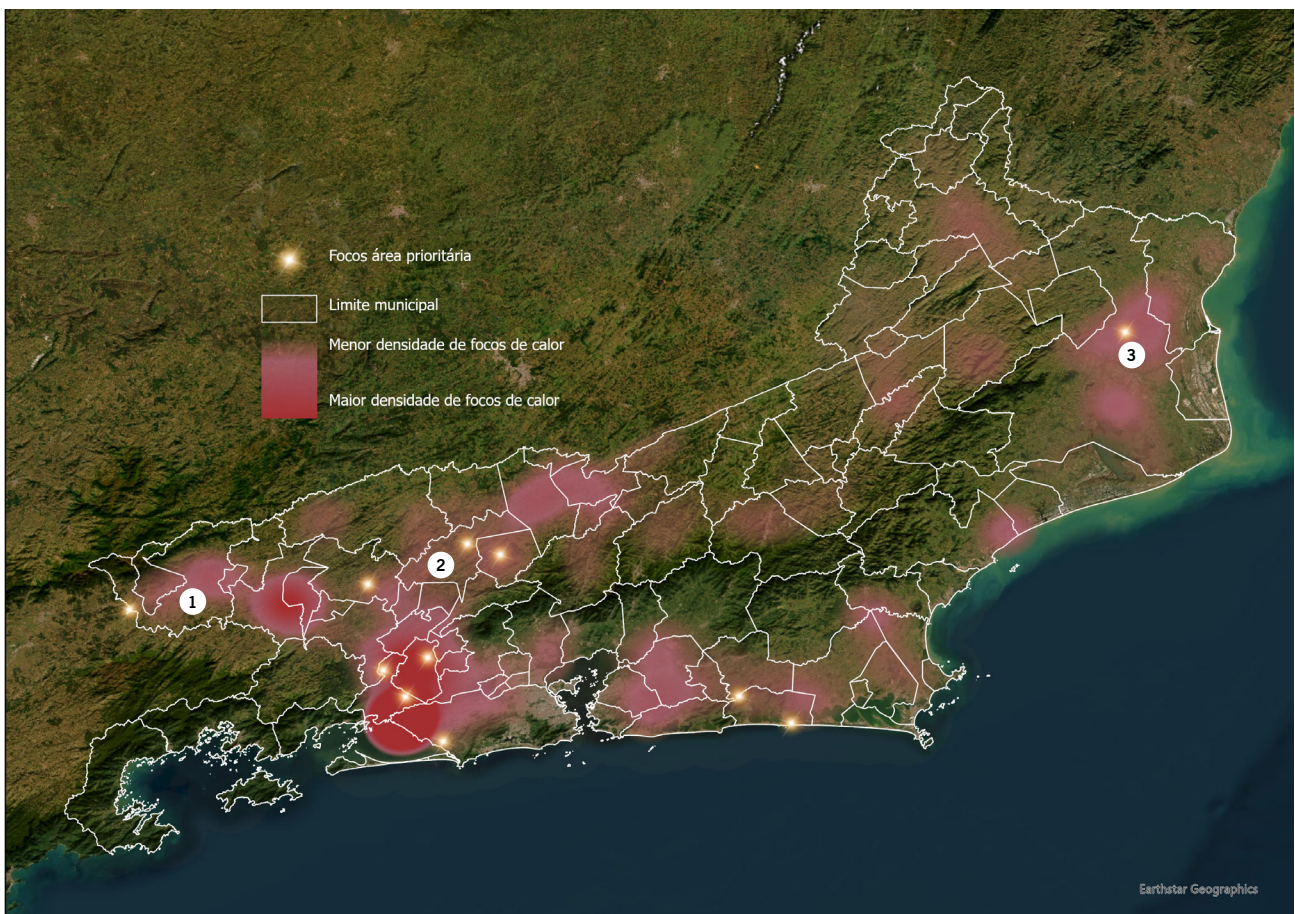 Focos área prioritária
Limite municipal
Menor densidade de focos de calor
Maior densidade de focos de calor
3
2
1
Earthstar Geographics